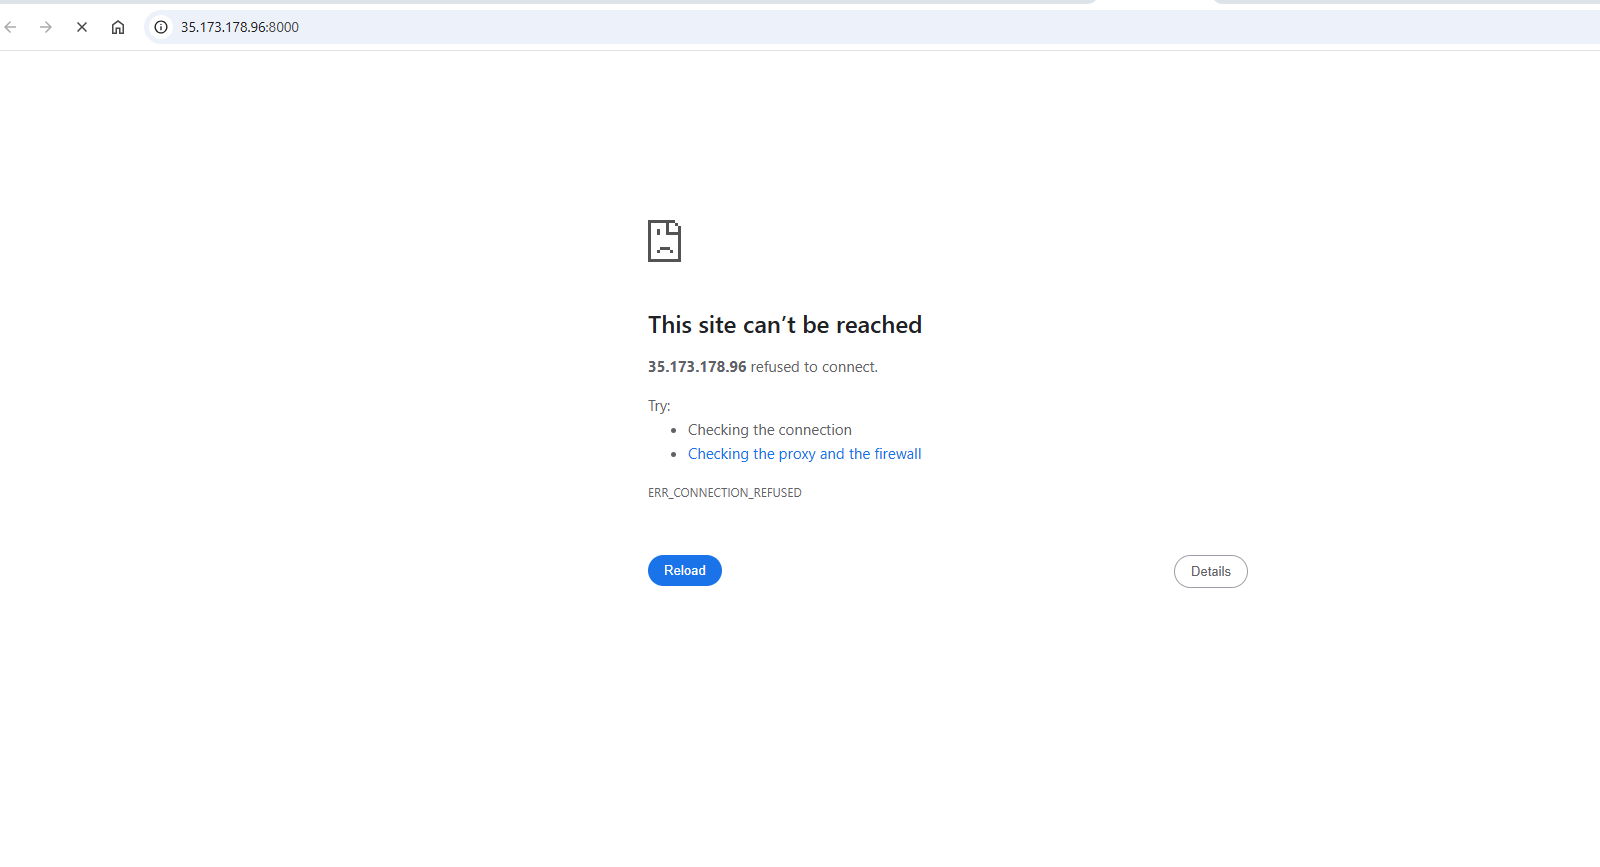 35.173.178.96:8000
This site can’t be reached
35.173.178.96 refused to connect.
Try:
• Checking the connection
• Checking the proxy and the firewall
ERR_CONNECTION_REFUSED
Reload
Details